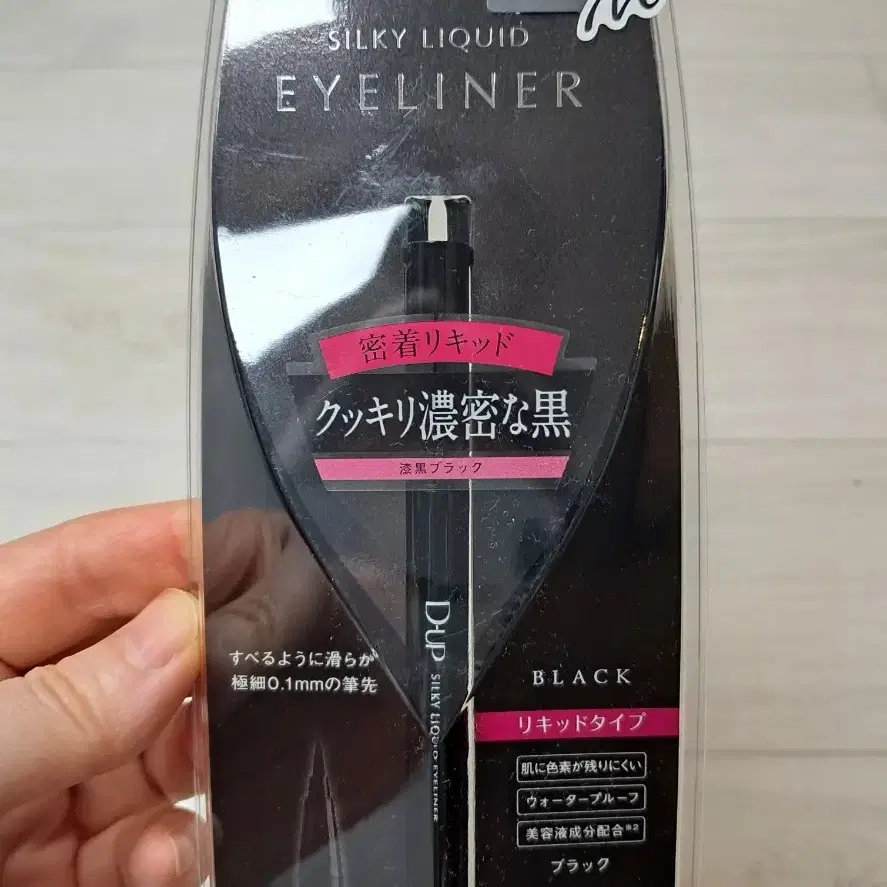 SILKY LIQUID
EYELINER
密着リキッド
クッキリ濃密な黒
漆黒ブラック
D-UP
SILKY LIQUID EYELINER
すべるように滑らか
極細0.1mmの筆先
BLACK
リキッドタイプ
肌に色素が残りにくい
ウォータープルーフ
美容液成分配合※2
ブラック